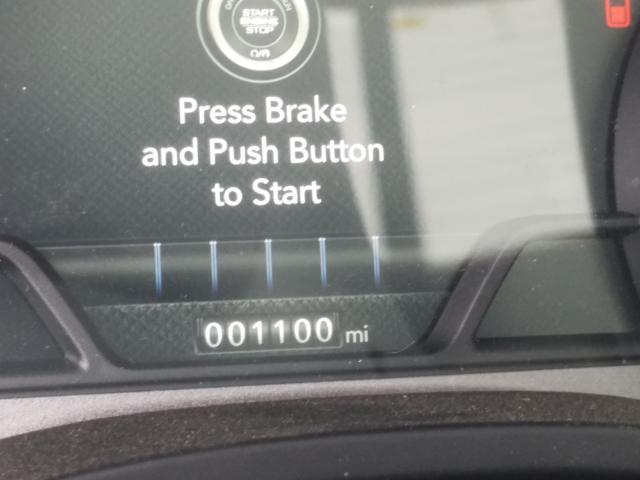 START
ENGINE
STOP
Press Brake
and Push Button
to Start
001100 mi